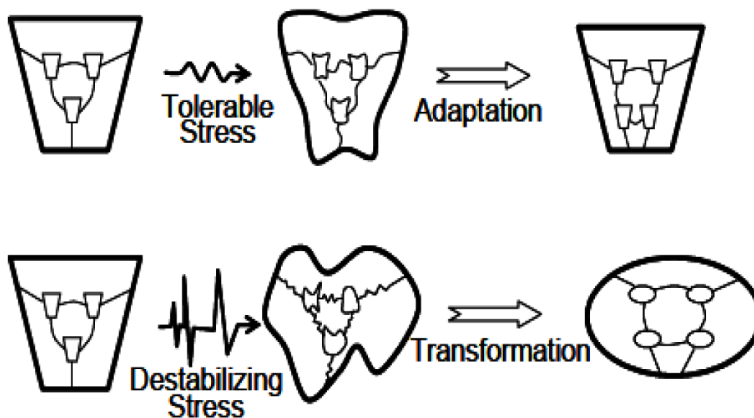 Tolerable
Stress
Adaptation
Destabilizing
Stress
Transformation